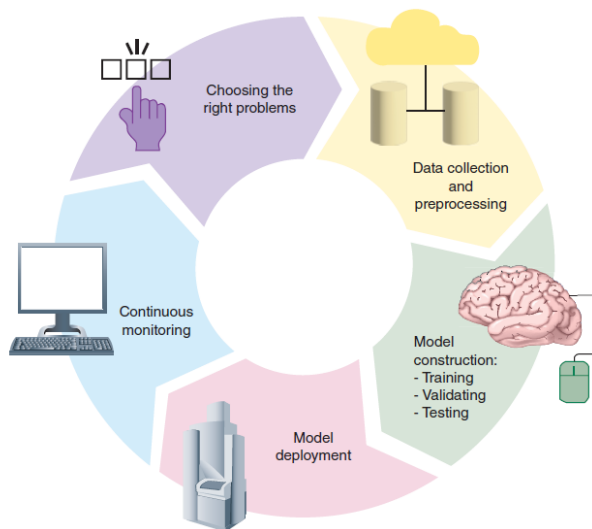 Choosing the
right problems
Data collection
and
preprocessing
Model
construction:
- Training
- Validating
- Testing
Model
deployment
Continuous
monitoring